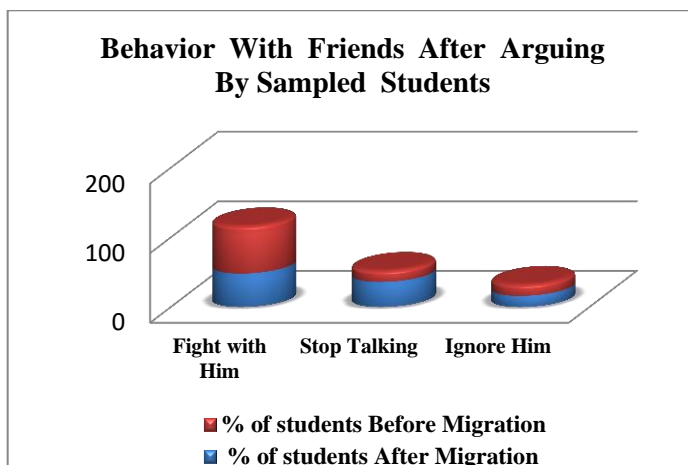 Behavior With Friends After Arguing
By Sampled Students
200
100
0
Fight with
Him
Stop Talking
Ignore Him
% of students Before Migration
% of students After Migration